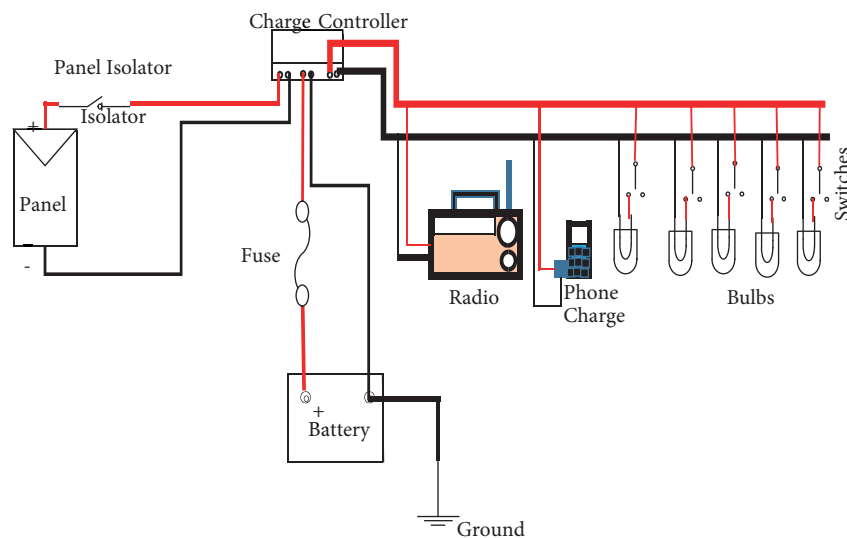 Charge Controller
Panel Isolator
Isolator
+
Panel
-
Fuse
Switches
Radio
Phone
Charge
Bulbs
+
Battery
Ground